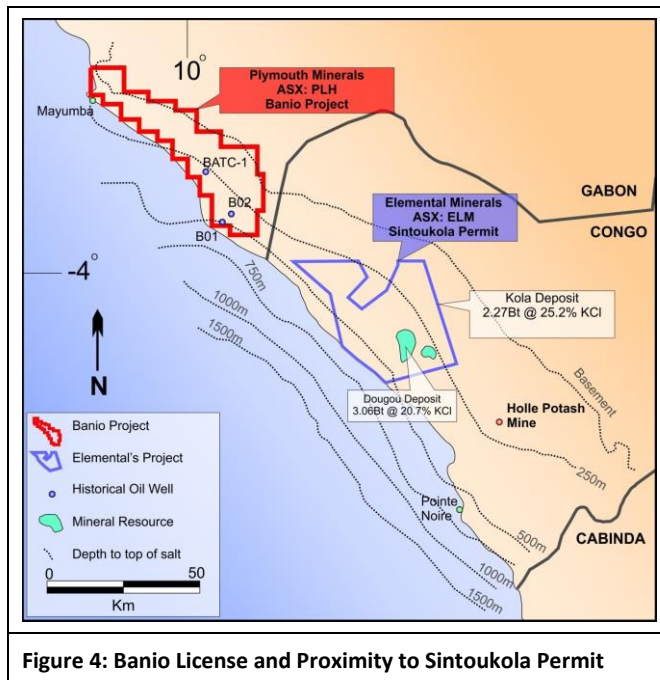 10°
Plymouth Minerals
ASX: PLH
Banio Project
Mayumba
BATC-1
B02
B01
GABON
CONGO
Elemental Minerals
ASX: ELM
Sintoukola Permit
-4°
750m
1000m
1500m
Kola Deposit
2.27Bt @ 25.2% KCl
Dougou Deposit
3.06Bt @ 20.7% KCl
Basement
Holle Potash
Mine
250m
N
Banio Project
Elemental's Project
Historical Oil Well
Mineral Resource
Depth to top of salt
0
50
Km
Pointe
Noire
500m
CABINDA
1000m
1500m
Figure 4: Banio License and Proximity to Sintoukola Permit